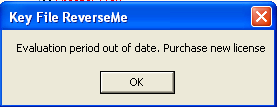 Key File ReverseMe
Evaluation period out of date. Purchase new license
OK